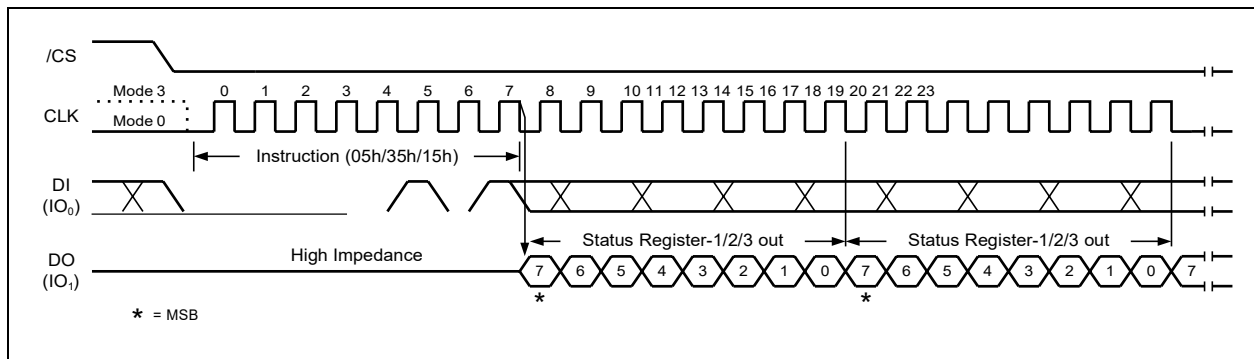 /CS
Mode 3 0 1 2 3 4 5 6 7 8 9 10 11 12 13 14 15 16 17 18 19 20 21 22 23
CLK
Mode 0
Instruction (05h/35h/15h)
DI
(IO0)
Status Register-1/2/3 out Status Register-1/2/3 out
High Impedance
DO
(IO1)
7 6 5 4 3 2 1 0 7 6 5 4 3 2 1 0 7
* *
* = MSB